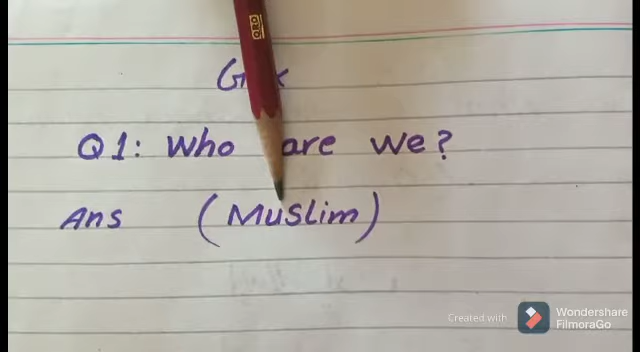 Q1: Who are we?
Ans (Muslim)
Created with
Wondershare
FilmoraGo